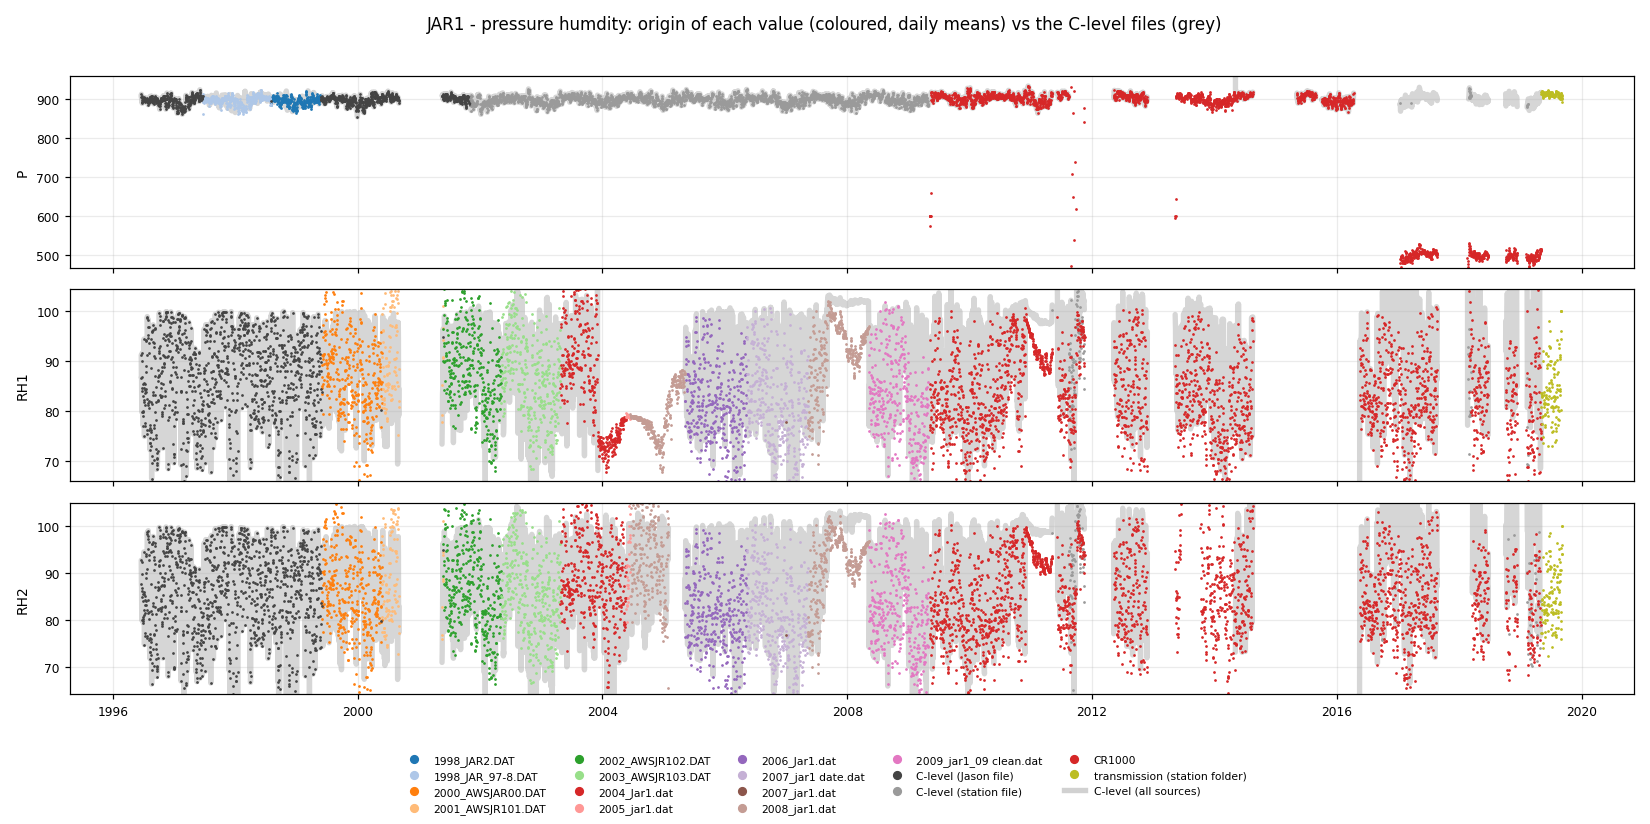 JAR1 - pressure humdity: origin of each value (coloured, daily means) vs the C-level files (grey)
P
900
800
700
600
500
RH1
100
90
80
70
RH2
100
90
80
70
1996 2000 2004 2008 2012 2016 2020
1998_JAR2.DAT 2002_AWSJR102.DAT 2006_Jar1.dat 2009_jar1_09 clean.dat CR1000
1998_JAR_97-8.DAT 2003_AWSJR103.DAT 2007_jar1 date.dat C-level (Jason file) transmission (station folder)
2000_AWSJAR00.DAT 2004_Jar1.dat 2007_jar1.dat C-level (station file) C-level (all sources)
2001_AWSJR101.DAT 2005_jar1.dat 2008_jar1.dat